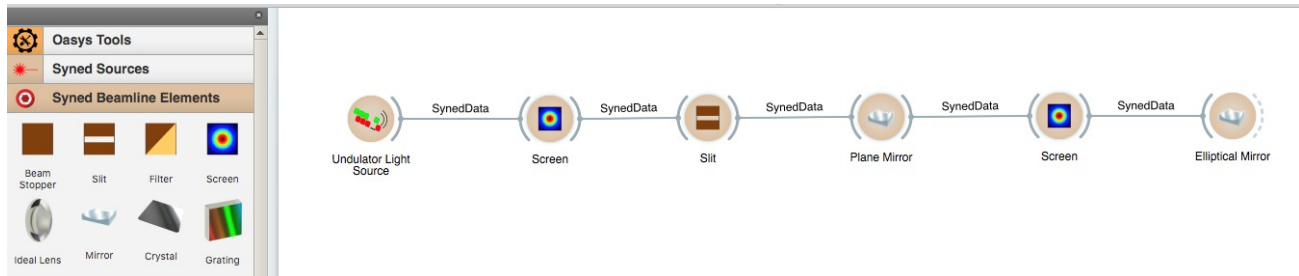 Oasys Tools
Syned Sources
Syned Beamline Elements
Beam
Stopper
Slit
Filter
Screen
Ideal Lens
Mirror
Crystal
Grating
SynedData
SynedData
SynedData
SynedData
SynedData
Undulator Light
Source
Screen
Slit
Plane Mirror
Screen
Elliptical Mirror